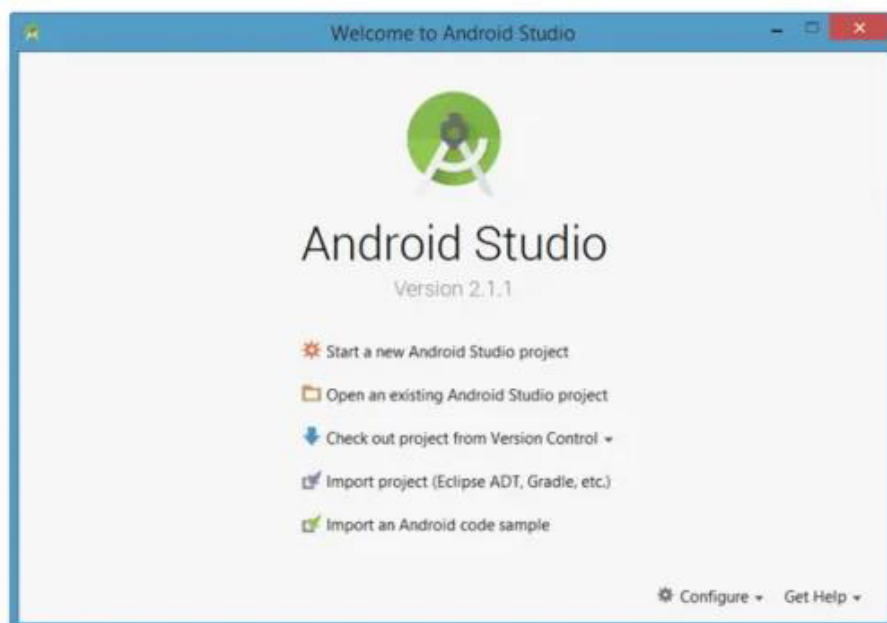 Welcome to Android Studio
Android Studio
Version 2.1.1
Start a new Android Studio project
Open an existing Android Studio project
Check out project from Version Control
Import project (Eclipse ADT, Gradle, etc.)
Import an Android code sample
Configure Get Help